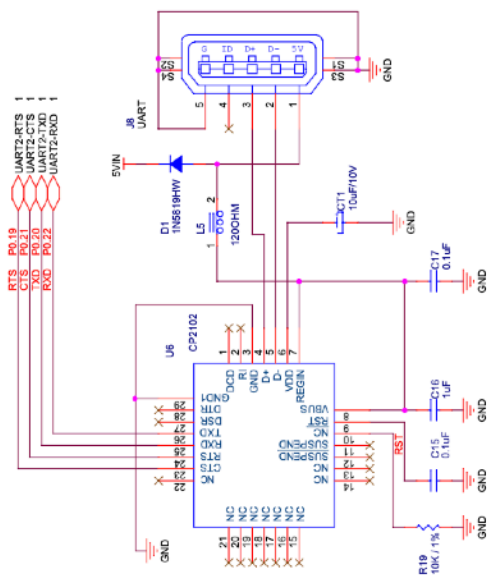 G ID D+ D- 5V
S4 S3 S1 S2
5 4 3 2 1
GND
J8
UART
UART2-RTS 1
UART2-CTS 1
UART2-TXD 1
UART2-RXD 1
RTS P0.19
CTS P0.21
TXD P0.20
RXD P0.22
5VIN
D1
1N5819HW
2
L5
1
120OHM
CT1
10uF/10V
GND
C17
0.1uF
GND
U6
CP2102
1 2 3 4 5 6 7
DCD
RI
GND
D+
D-
VDD
REGIN
GND1
DTR
DSR
TXD
RXD
RTS
CTS
NC
29
28
27
26
25
24
23
22
VBUS
RST
NC
SUSPEND
SUSPEND
NC
NC
8
9
10
11
12
13
14
NC NC NC NC NC NC NC
21 20 19 18 17 16 15
RST
C16
1uF
GND
C15
0.1uF
GND
R19
10K / 1%
GND
GND